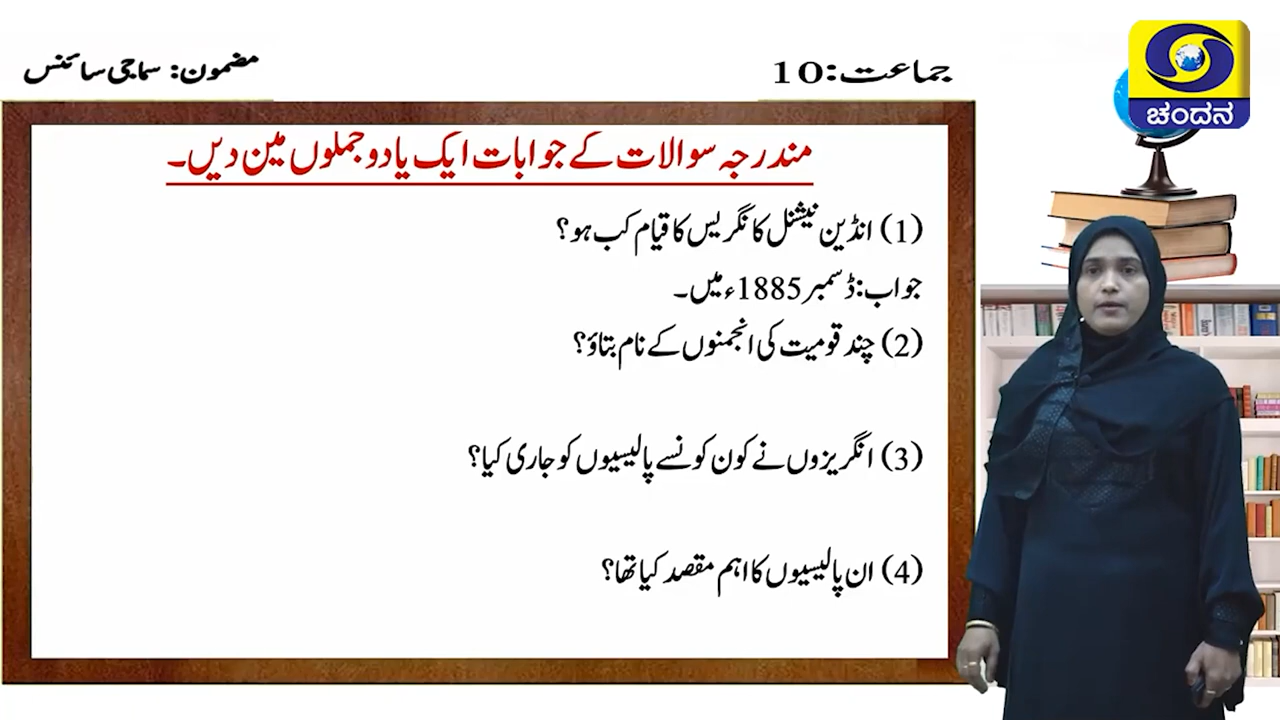 جماعت:10
مضمون: سماجی سائنس
ಚಂದನ
مندرجہ سوالات کے جوابات ایک یا دو جملوں مین دیں۔
(1) انڈین نیشنل کانگریس کا قیام کب ہو؟
جواب: ڈسمبر 1885ء میں۔
(2) چند قومیت کی انجمنوں کے نام بتاؤ؟
(3) انگریزوں نے کون کونسے پالیسیوں کو جاری کیا؟
(4) ان پالیسیوں کا اہم مقصد کیا تھا؟